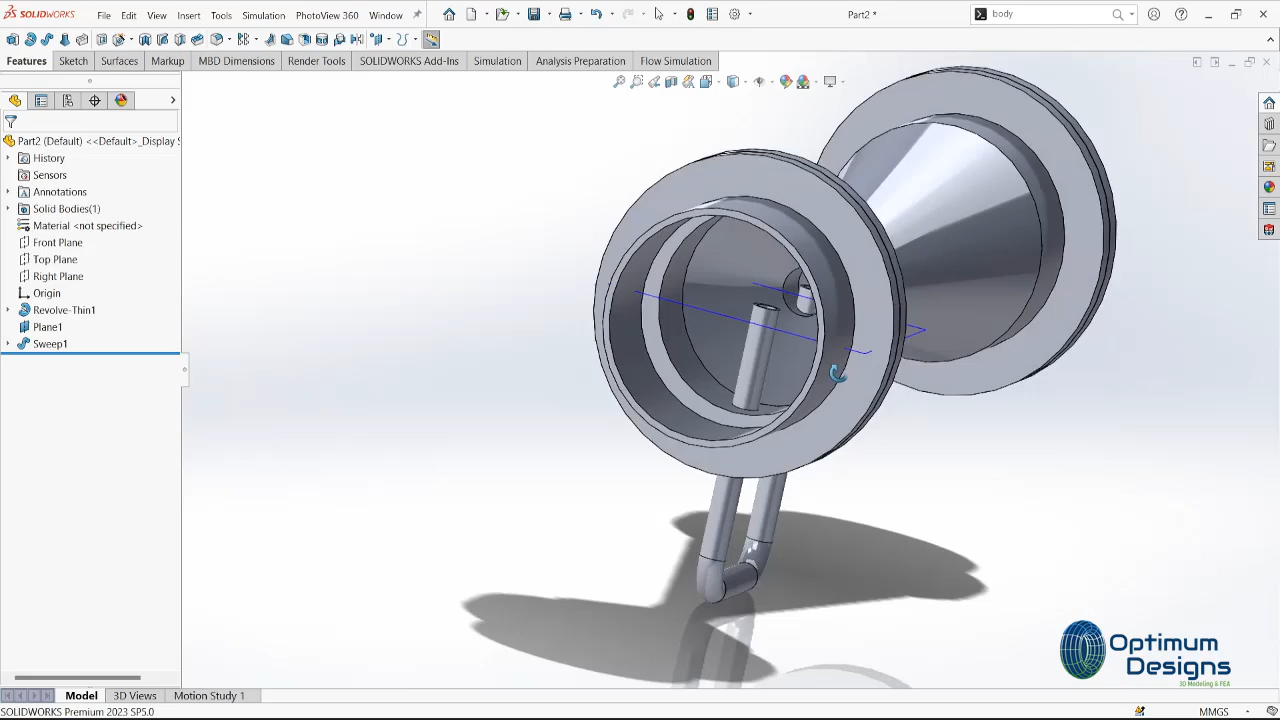 SOLIDWORKS File Edit View Insert Tools Simulation PhotoView 360 Window Part2 * body
Features Sketch Surfaces Markup MBD Dimensions Render Tools SOLIDWORKS Add-Ins Simulation Analysis Preparation Flow Simulation
Part2 (Default) <<Default>_Display S
History
Sensors
Annotations
Solid Bodies(1)
Material <not specified>
Front Plane
Top Plane
Right Plane
Origin
Revolve-Thin1
Plane1
Sweep1
Optimum
Designs
3D Modeling & FEA
Model 3D Views Motion Study 1
SOLIDWORKS Premium 2023 SP5.0 MMGS